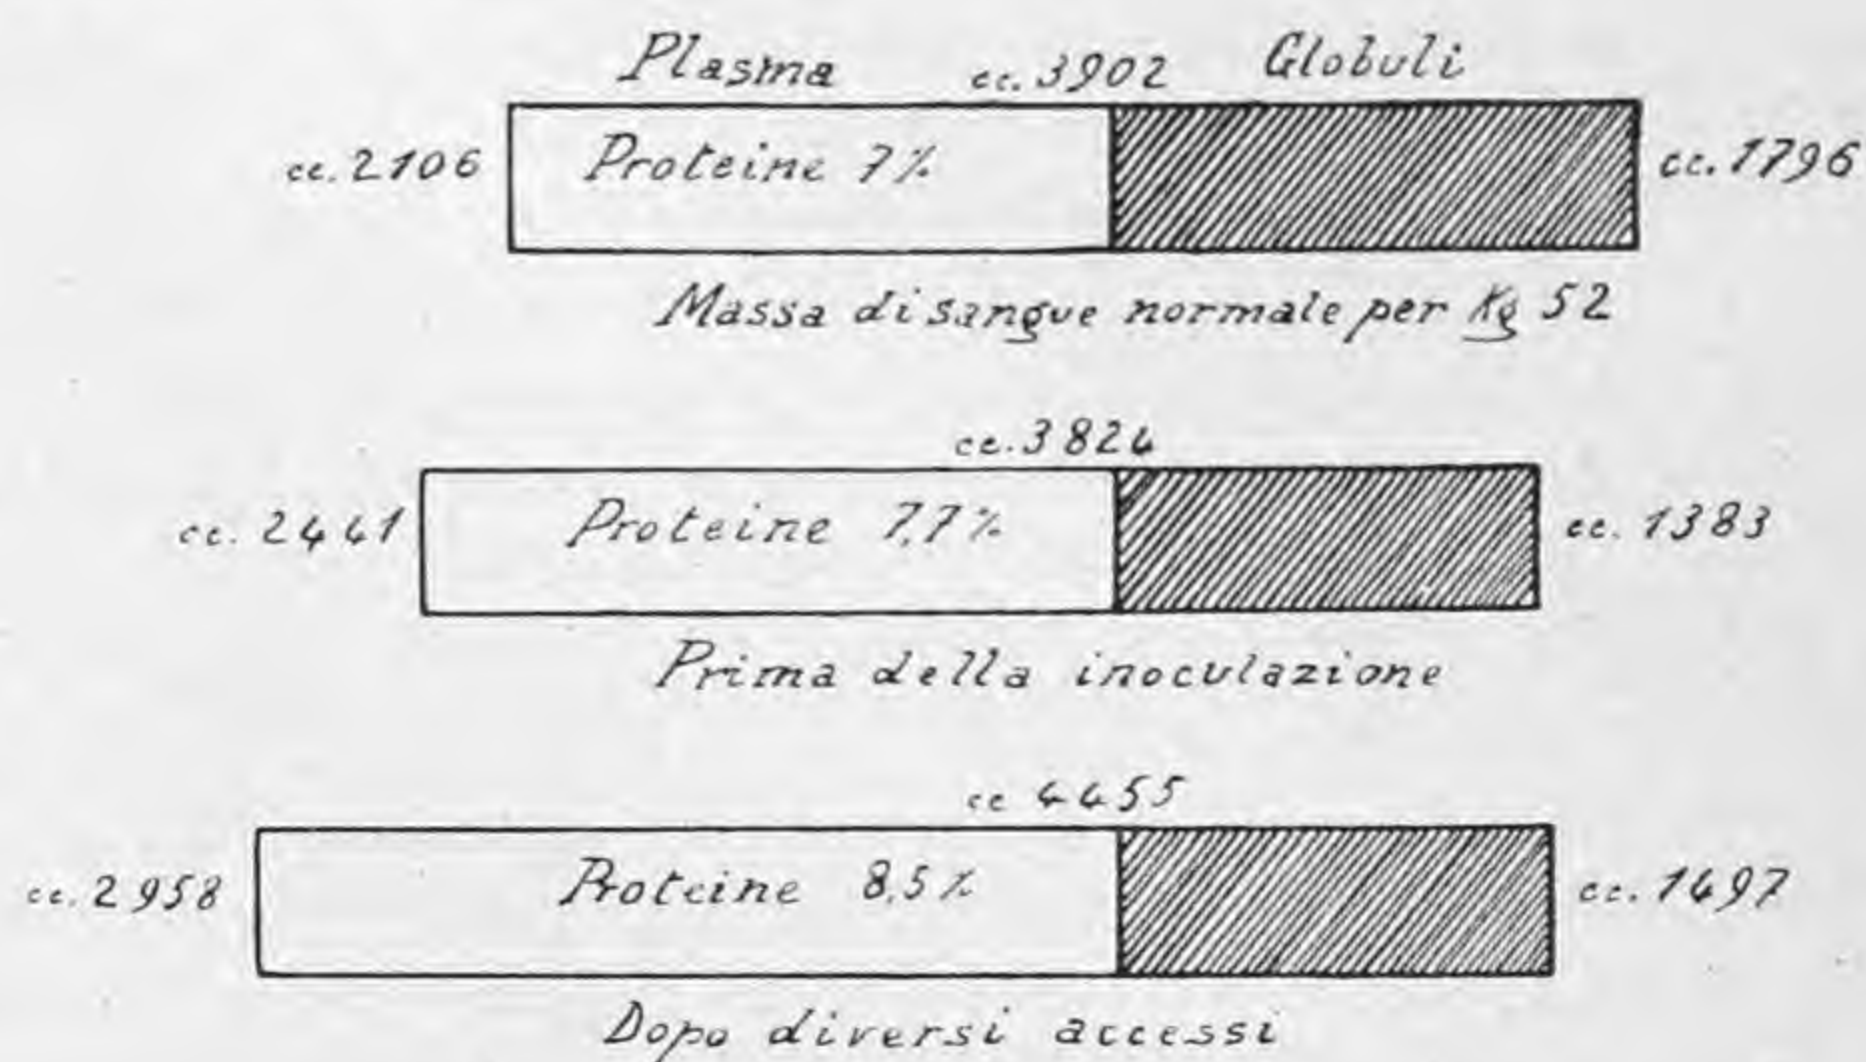 Plasma cc. 3902 Globuli
cc. 2106 Proteine 7% cc. 1796
Massa di sangue normale per Kg 52
cc. 3824
cc. 2441 Proteine 7,7% cc. 1383
Prima della inoculazione
cc 4455
cc. 2958 Proteine 8,5% cc. 1497
Dopo diversi accessi